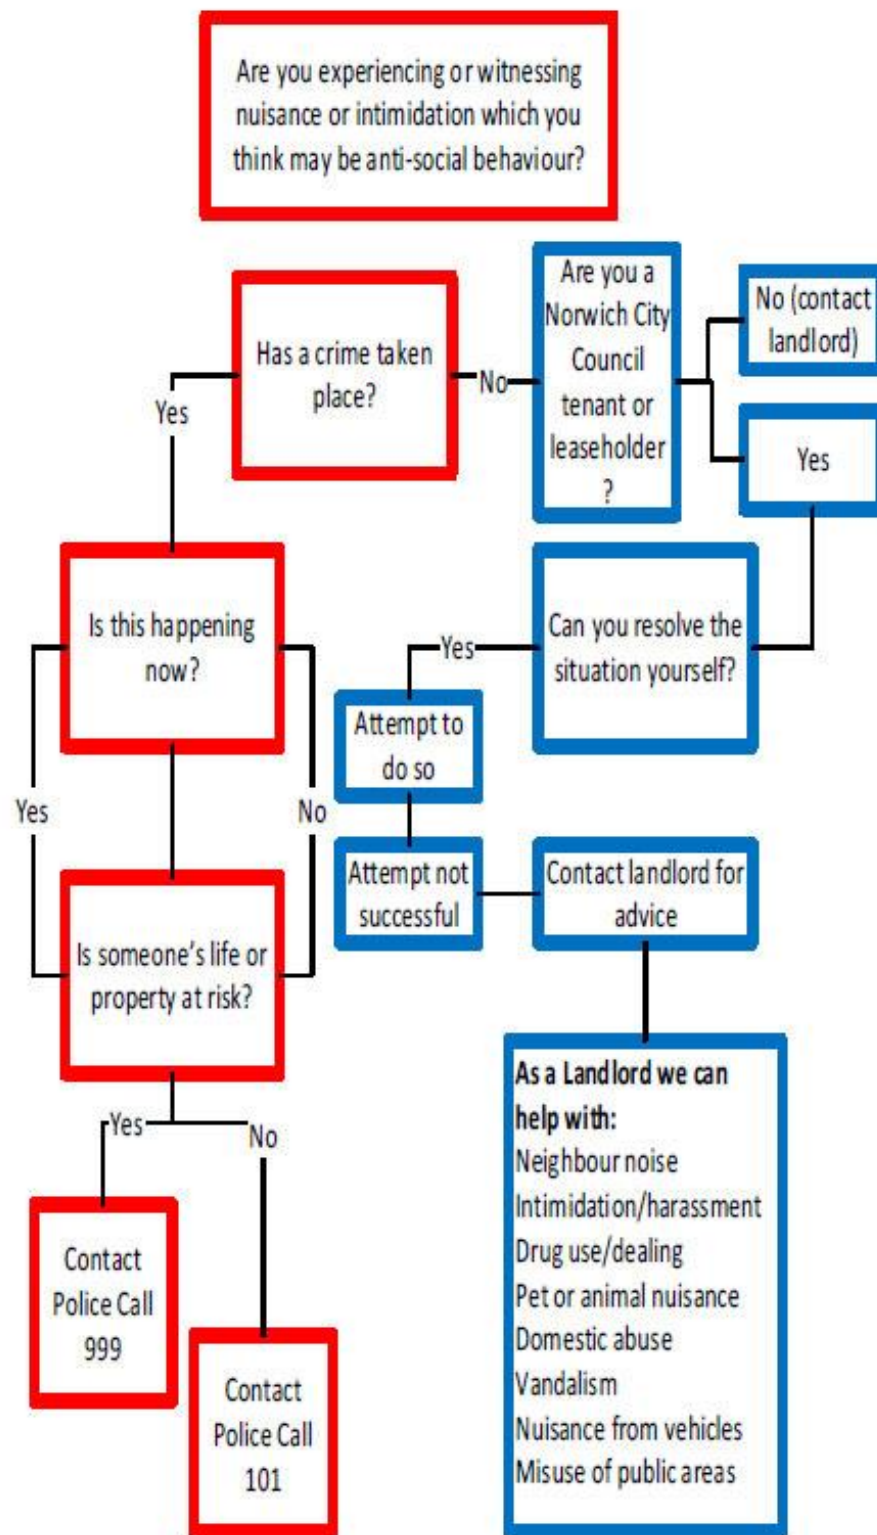 Are you experiencing or witnessing
nuisance or intimidation which you
think may be anti-social behaviour?
Has a crime taken
place?
Yes
No
Are you a
Norwich City
Council
tenant or
leaseholder
?
No (contact
landlord)
Yes
Is this happening
now?
Yes
No
Can you resolve the
situation yourself?
Yes
Attempt to
do so
Attempt not
successful
Contact landlord for
advice
Is someone's life or
property at risk?
Yes
No
Contact
Police Call
999
Contact
Police Call
101
As a Landlord we can
help with:
Neighbour noise
Intimidation/harassment
Drug use/dealing
Pet or animal nuisance
Domestic abuse
Vandalism
Nuisance from vehicles
Misuse of public areas